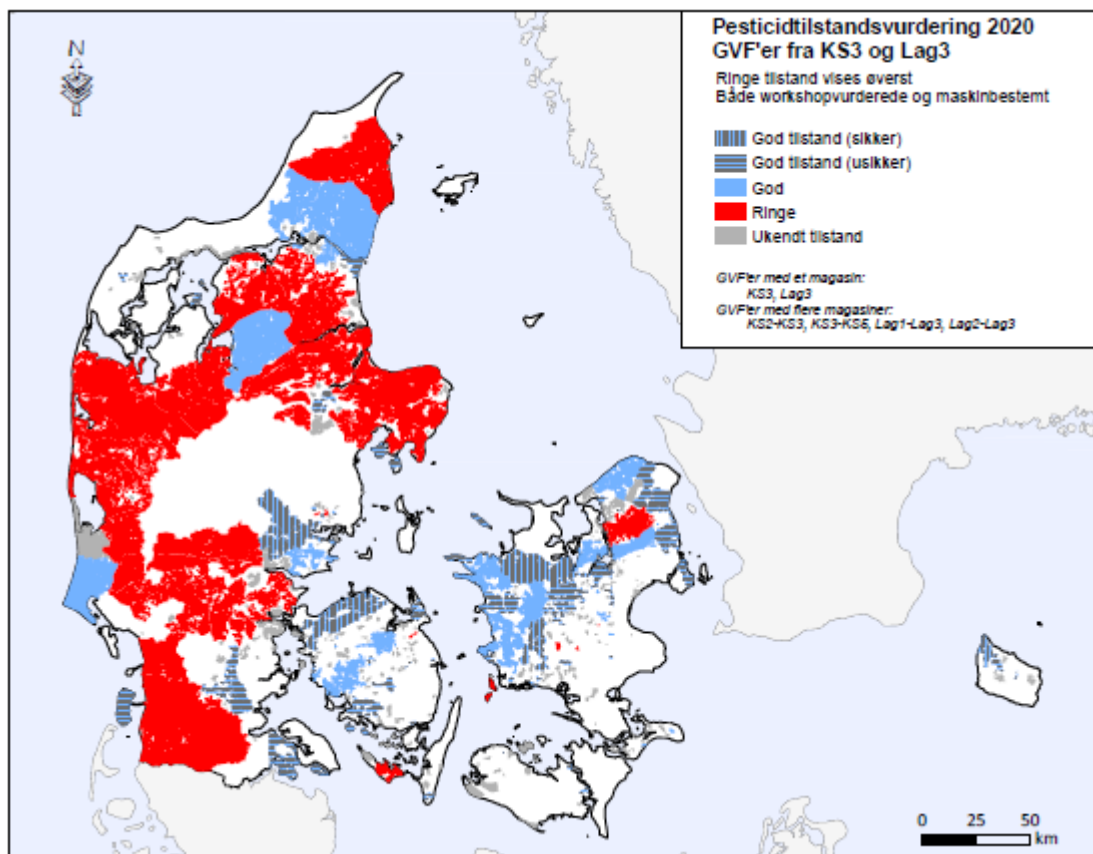 N
Pesticidtilstandsvurdering 2020
GVF'er fra KS3 og Lag3
Ringe tilstand vises øverst
Både workshopvurderede og maskinbestemt
God tilstand (sikker)
God tilstand (usikker)
God
Ringe
Ukendt tilstand
GVF'er med et magasin:
KS3, Lag3
GVF'er med flere magasiner:
KS2-KS3, KS3-KS5, Lag1-Lag3, Lag2-Lag3
0 25 50
km